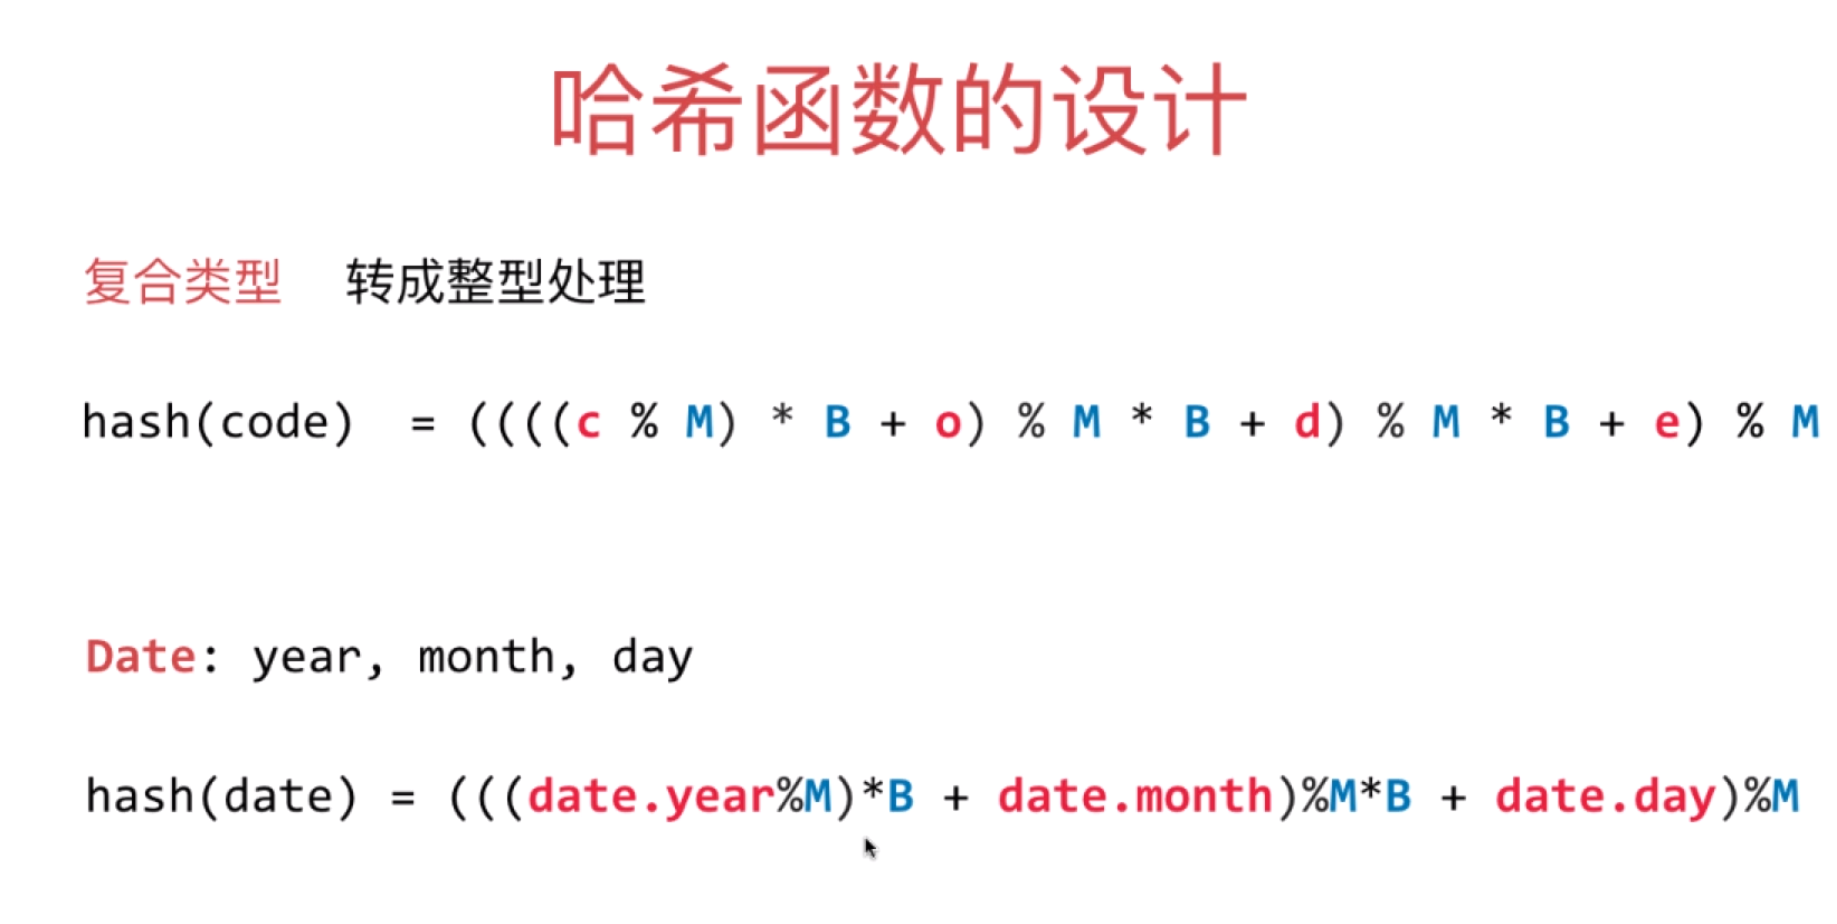 哈希函数的设计
复合类型 转成整型处理
hash(code) = ((((c % M) * B + o) % M * B + d) % M * B + e) % M
Date: year, month, day
hash(date) = (((date.year%M)*B + date.month)%M*B + date.day)%M